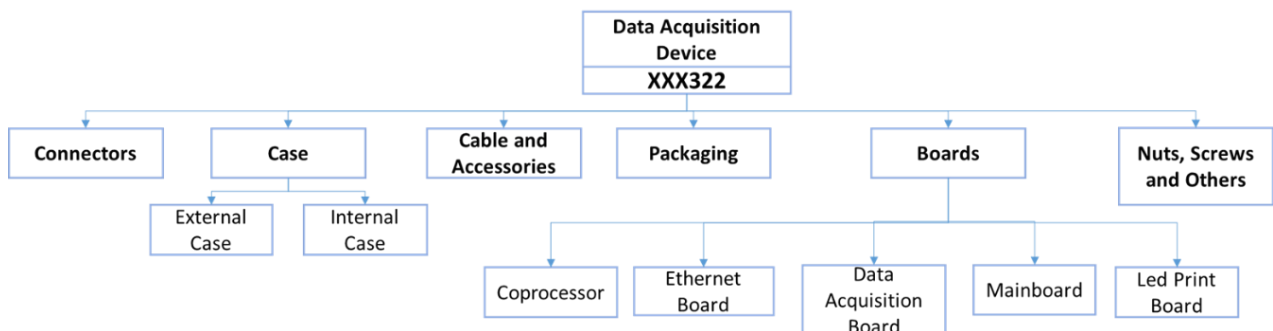 Data Acquisition
Device
XXX322
Connectors
Case
Cable and
Accessories
Packaging
Boards
Nuts, Screws
and Others
External
Case
Internal
Case
Coprocessor
Ethernet
Board
Data
Acquisition
Board
Mainboard
Led Print
Board